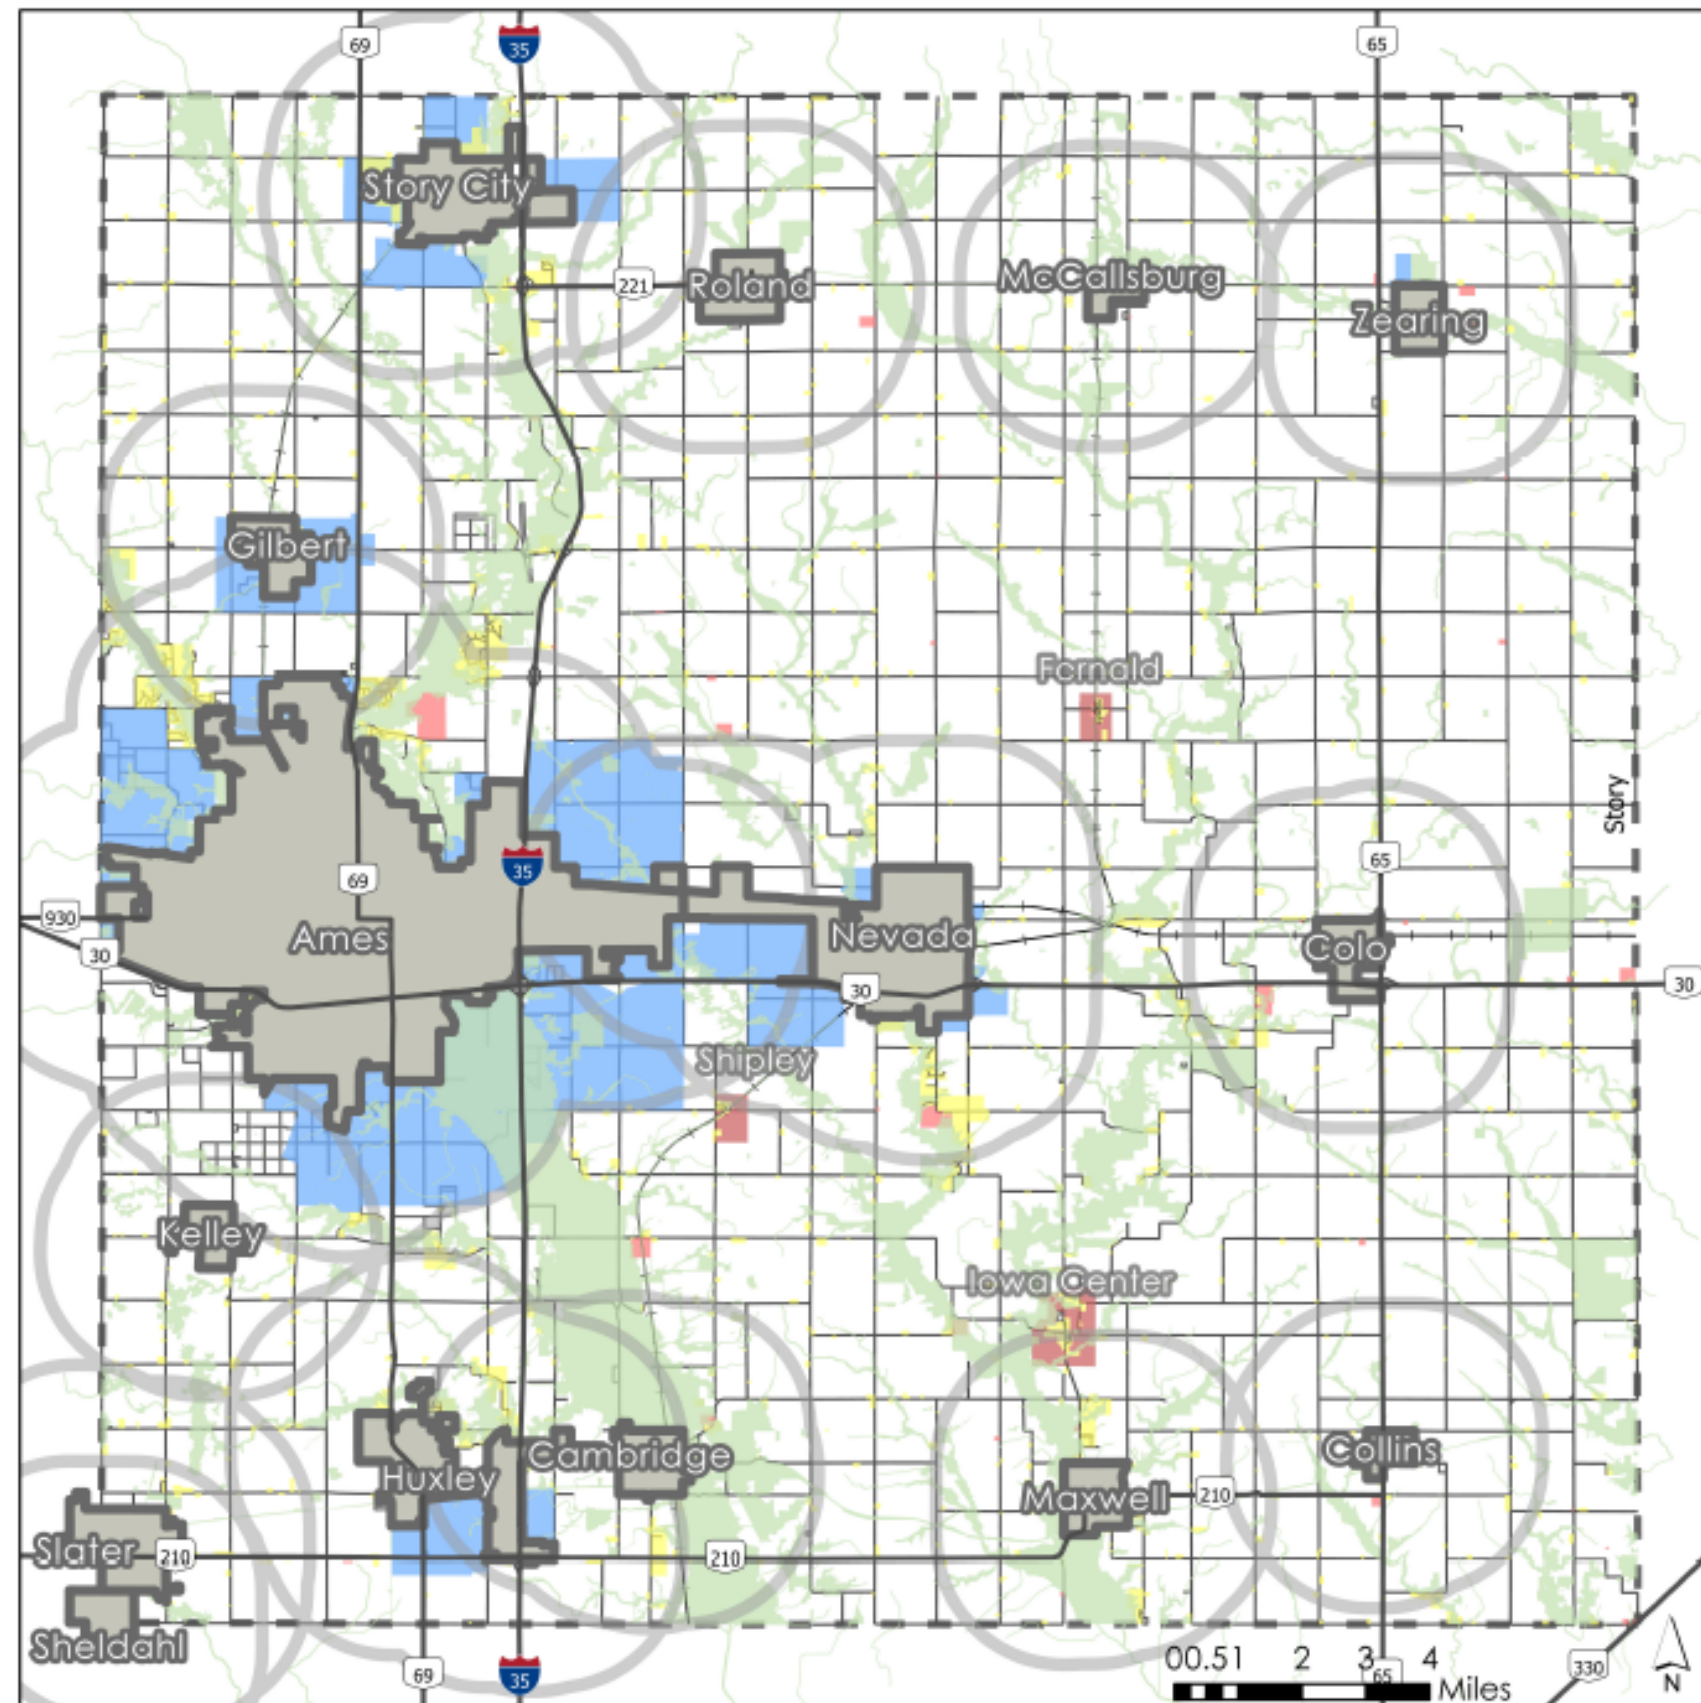 69
35
65
Story City
221
Roland
McCallsburg
Zearing
Gilbert
Fernald
Story
65
69
35
930
Ames
Nevada
Colo
30
30
30
Shipley
Kelley
Iowa Center
Huxley
Cambridge
Maxwell
210
Collins
Slater
210
210
Sheldahl
69
35
00.51 2 3 4
65
Miles
330
N